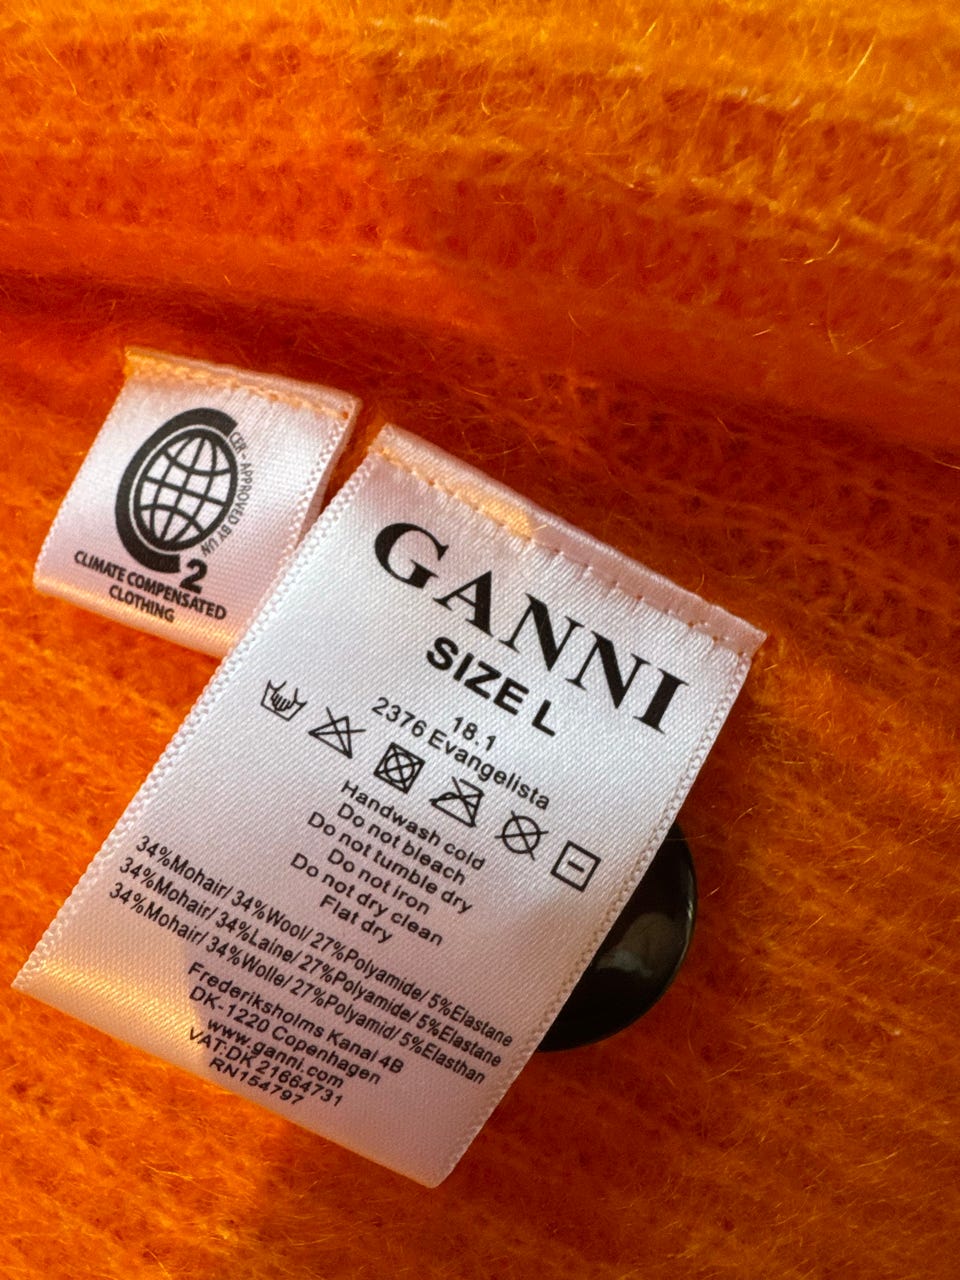 CER - APPROVED BY UN
2
CLIMATE COMPENSATED
CLOTHING
GANNI
SIZE L
18.1
2376 Evangelista
Handwash cold
Do not bleach
Do not tumble dry
Do not iron
Do not dry clean
Flat dry
34%Mohair/ 34%Wool/ 27%Polyamide/ 5%Elastane
34%Mohair/ 34%Laine/ 27%Polyamide/ 5%Elastane
34%Mohair/ 34%Wolle/ 27%Polyamid/ 5%Elasthan
Frederiksholms Kanal 4B
DK-1220 Copenhagen
www.ganni.com
VAT:DK 21664731
RN154797